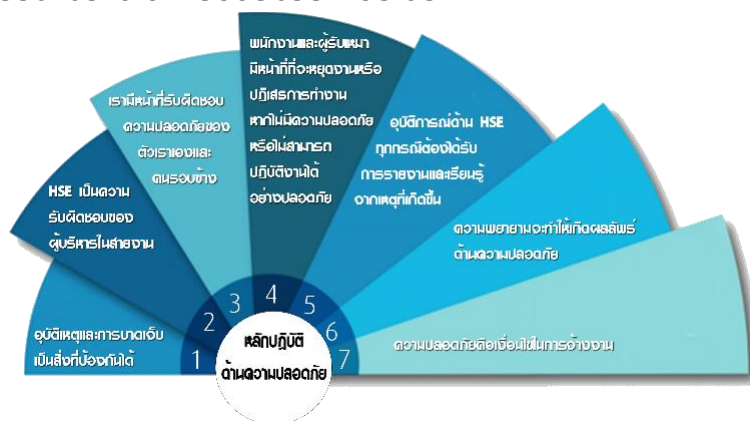 อุบัติเหตุและการบาดเจ็บ
เป็นสิ่งที่ป้องกันได้
1
HSE เป็นความ
รับผิดชอบของ
ผู้บริหารในสายงาน
2
เรามีหน้าที่รับผิดชอบ
ความปลอดภัยของ
ตัวเราเองและ
คนรอบข้าง
3
พนักงานและผู้รับเหมา
มีหน้าที่ที่จะหยุดงานหรือ
ปฏิเสธการทำงาน
หากไม่มีความปลอดภัย
หรือไม่สามารถ
ปฏิบัติงานได้
อย่างปลอดภัย
4
อุบัติการณ์ด้าน HSE
ทุกกรณีต้องได้รับ
การรายงานและเรียนรู้
จากเหตุที่เกิดขึ้น
5
ความพยายามจะทำให้เกิดผลลัพธ์
ด้านความปลอดภัย
6
ความปลอดภัยคือเงื่อนไขในการจ้างงาน
7
หลักปฏิบัติ
ด้านความปลอดภัย